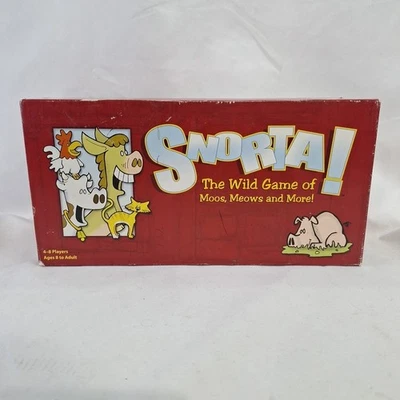 SNORTA!
The Wild Game of
Moos, Meows and More!
4-8 Players
Ages 8 to Adult